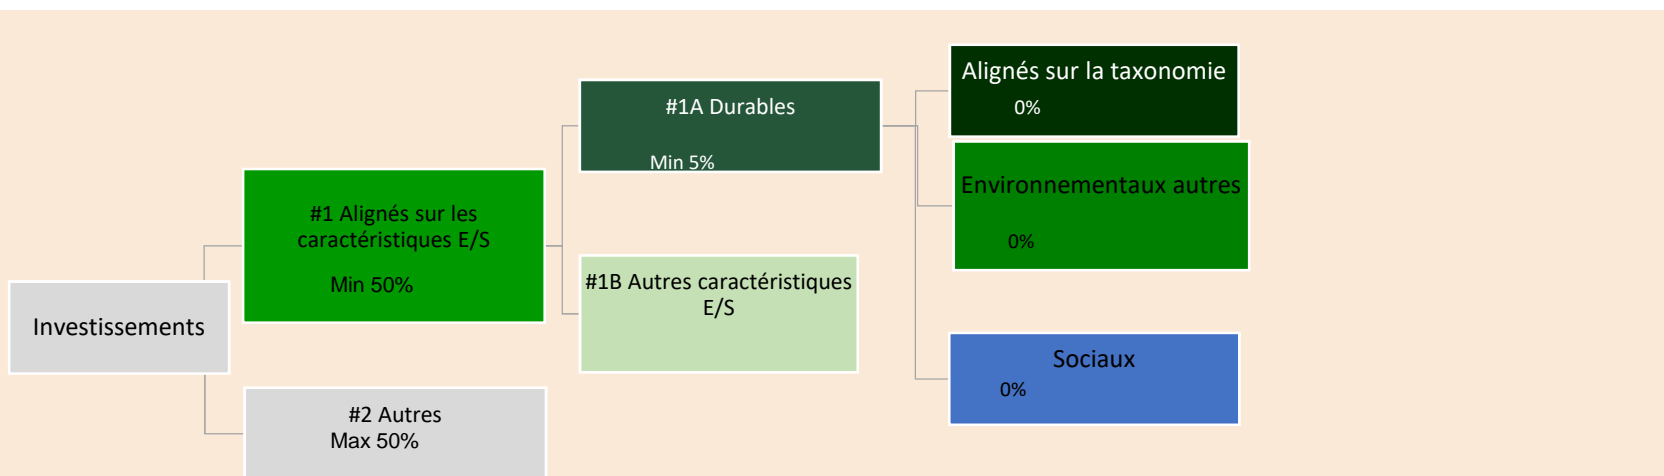 Investissements
#1 Alignés sur les
caractéristiques E/S
Min 50%
#2 Autres
Max 50%
#1A Durables
Min 5%
#1B Autres caractéristiques
E/S
Alignés sur la taxonomie
0%
Environnementaux autres
0%
Sociaux
0%